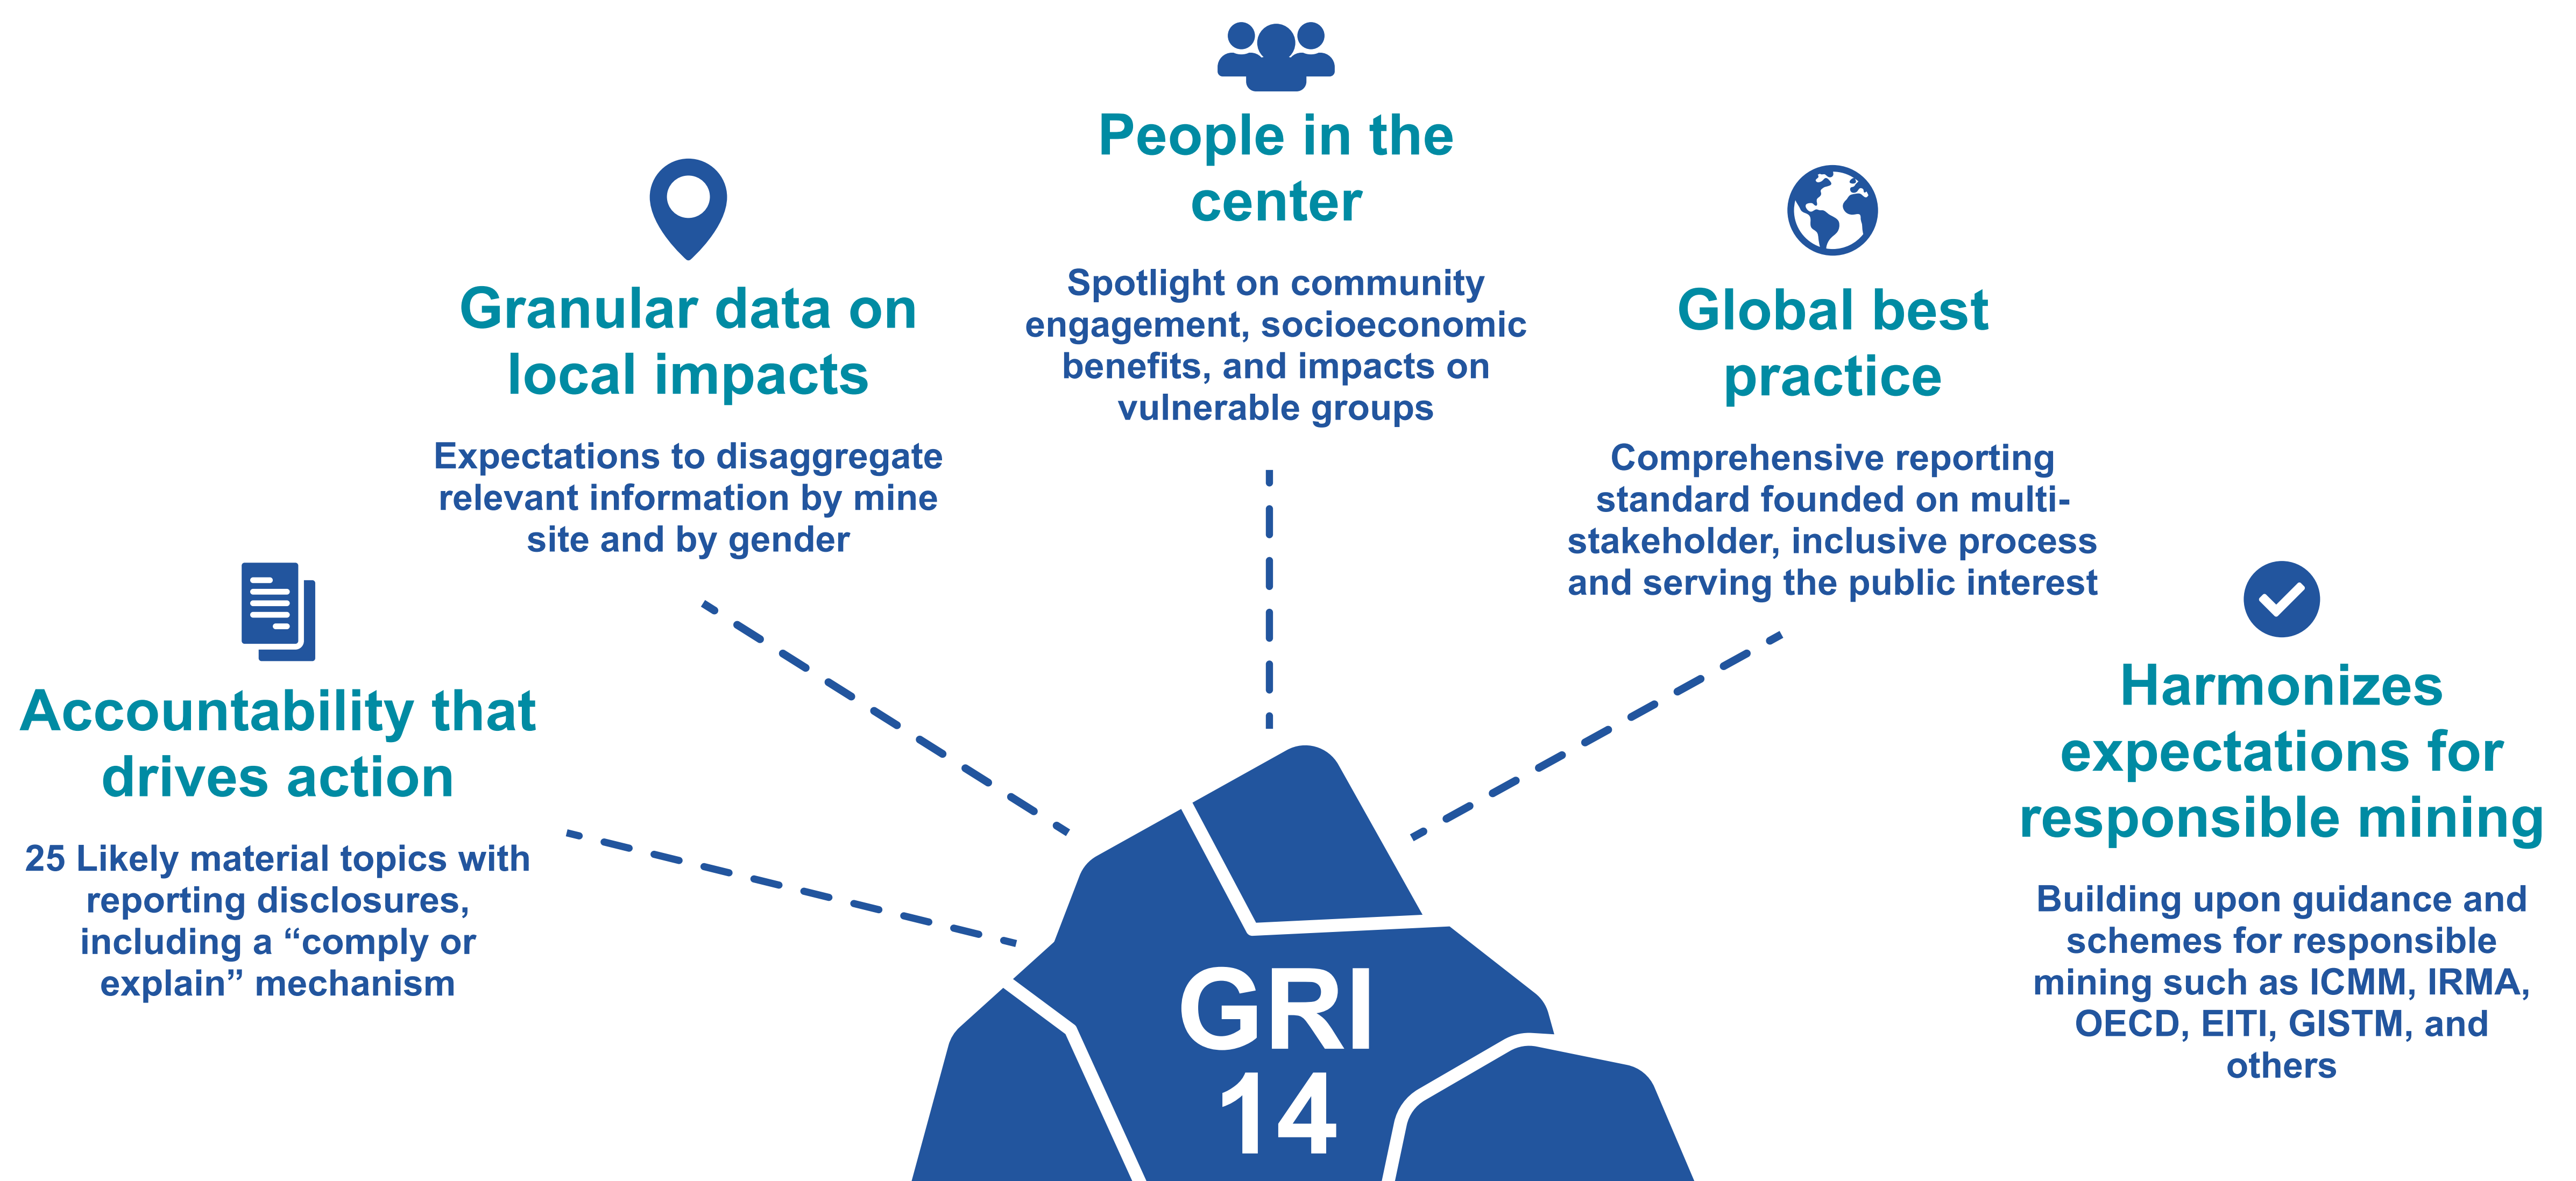 Accountability that
drives action
25 Likely material topics with
reporting disclosures,
including a “comply or
explain” mechanism
Granular data on
local impacts
Expectations to disaggregate
relevant information by mine
site and by gender
People in the
center
Spotlight on community
engagement, socioeconomic
benefits, and impacts on
vulnerable groups
Global best
practice
Comprehensive reporting
standard founded on multi-
stakeholder, inclusive process
and serving the public interest
Harmonizes
expectations for
responsible mining
Building upon guidance and
schemes for responsible
mining such as ICMM, IRMA,
OECD, EITI, GISTM, and
others
GRI
14